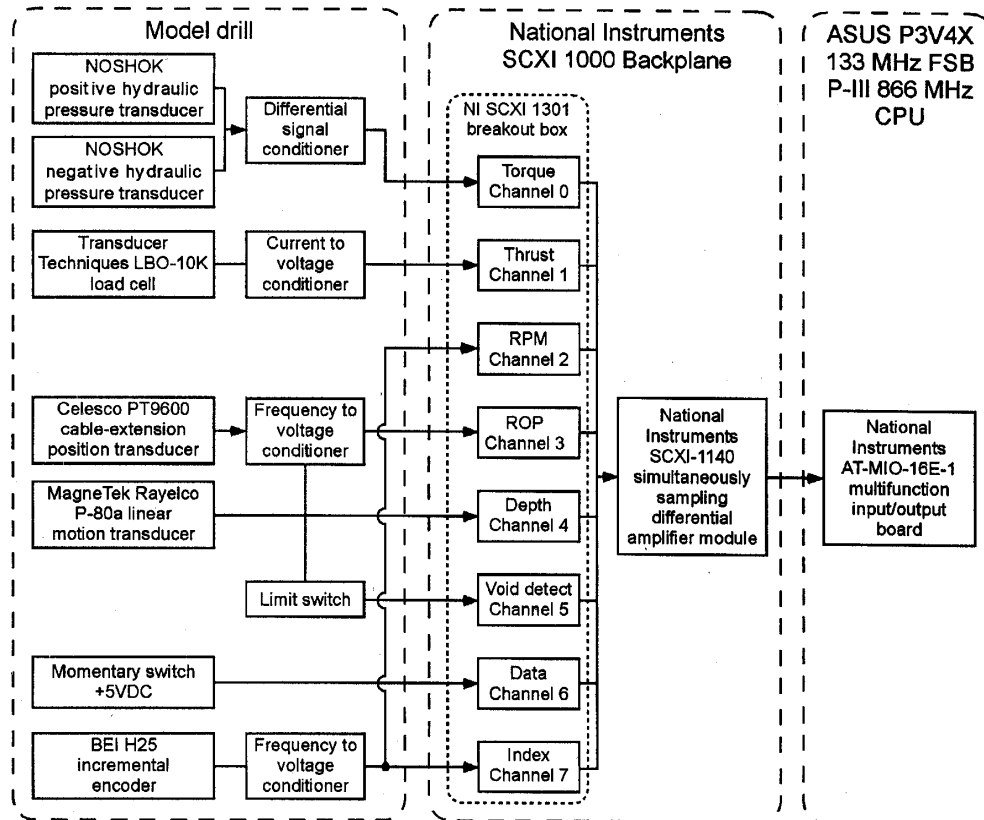 Model drill
NOSHOK
positive hydraulic
pressure transducer
NOSHOK
negative hydraulic
pressure transducer
Differential
signal
conditioner
Transducer
Techniques LBO-10K
load cell
Current to
voltage
conditioner
Celesco PT9600
cable-extension
position transducer
Frequency to
voltage
conditioner
MagneTek Rayelco
P-80a linear
motion transducer
Limit switch
Momentary switch
+5VDC
BEI H25
incremental
encoder
Frequency to
voltage
conditioner
National Instruments
SCXI 1000 Backplane
NI SCXI 1301
breakout box
Torque
Channel 0
Thrust
Channel 1
RPM
Channel 2
ROP
Channel 3
Depth
Channel 4
Void detect
Channel 5
Data
Channel 6
Index
Channel 7
National
Instruments
SCXI-1140
simultaneously
sampling
differential
amplifier module
ASUS P3V4X
133 MHz FSB
P-III 866 MHz
CPU
National
Instruments
AT-MIO-16E-1
multifunction
input/output
board